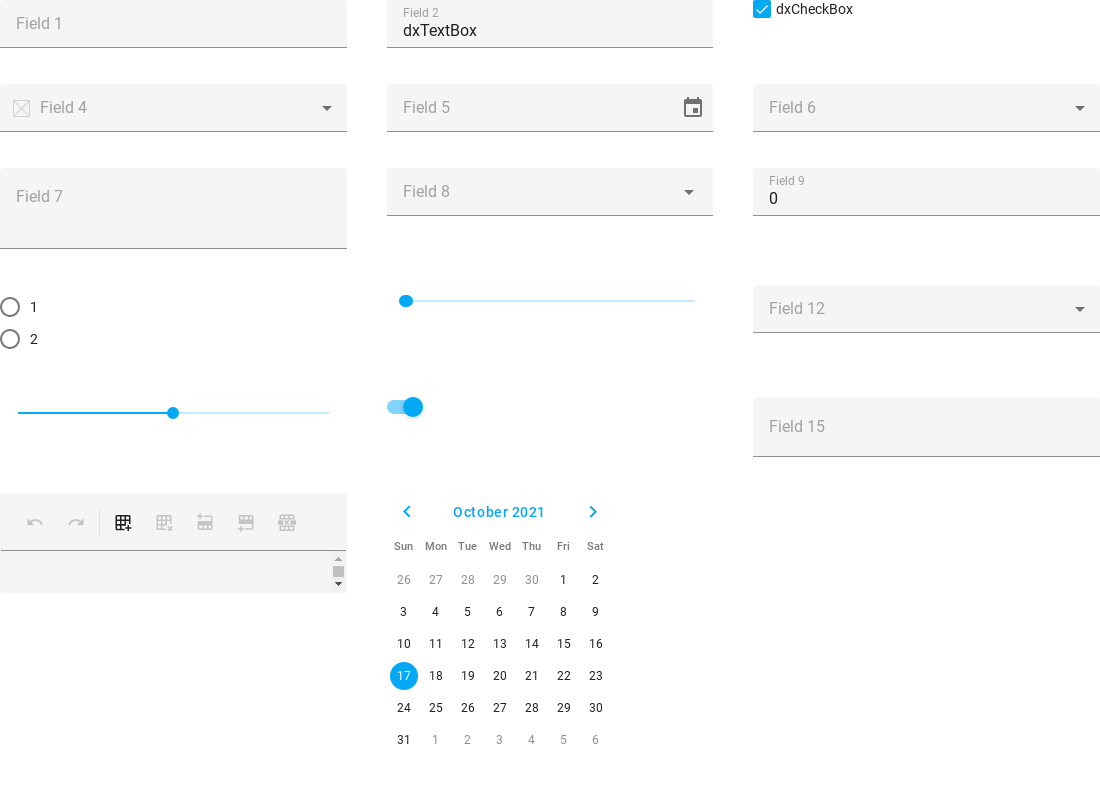 Field 1
Field 2
dxTextBox
dxCheckBox
Field 4
Field 5
Field 6
Field 7
Field 8
Field 9
0
1
2
Field 12
Field 15
October 2021
Sun Mon Tue Wed Thu Fri Sat
26 27 28 29 30 1 2
3 4 5 6 7 8 9
10 11 12 13 14 15 16
17 18 19 20 21 22 23
24 25 26 27 28 29 30
31 1 2 3 4 5 6